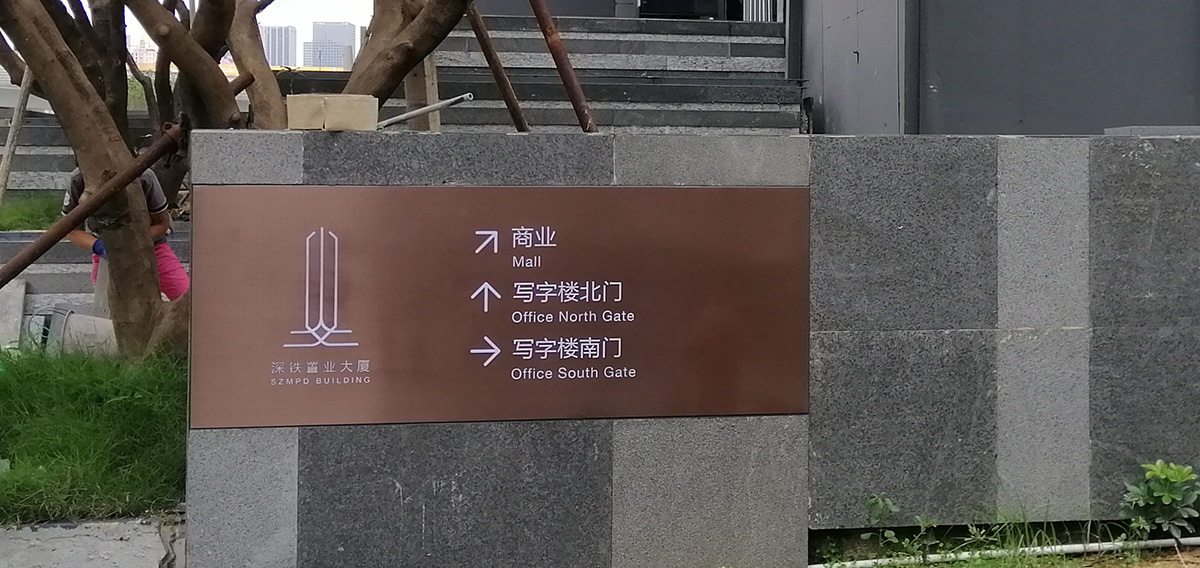 深铁置业大厦
SZMPD BUILDING
商业
Mall
写字楼北门
Office North Gate
写字楼南门
Office South Gate